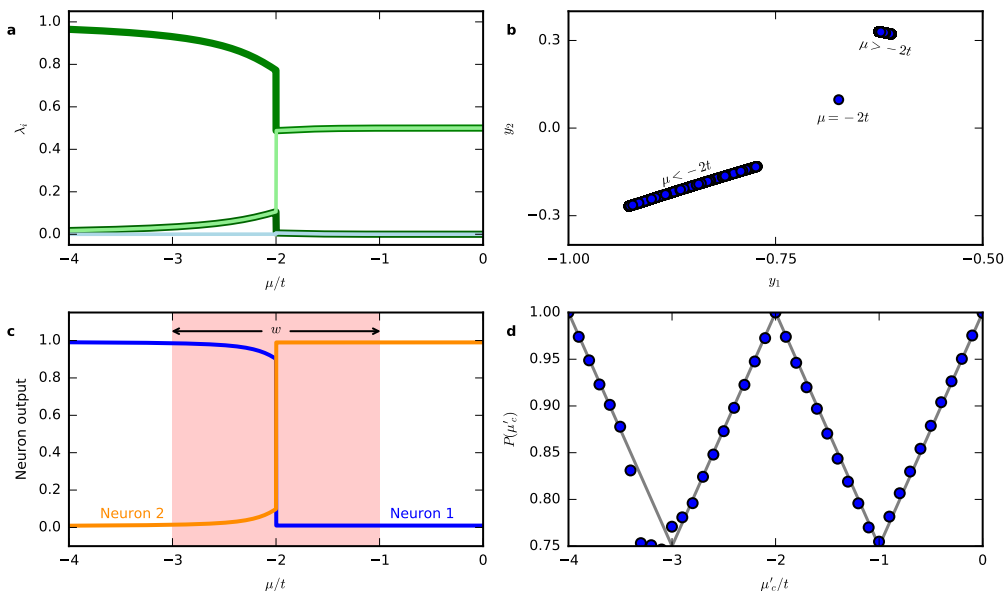 a
1.0
0.8
0.6
0.4
0.2
0.0
λ_i
−4
−3
−2
−1
0
μ/t
b
0.3
0.0
−0.3
y_2
μ > −2t
μ = −2t
μ < −2t
−1.00
−0.75
−0.50
y_1
c
1.0
0.8
0.6
0.4
0.2
0.0
Neuron output
w
Neuron 2
Neuron 1
−4
−3
−2
−1
0
μ/t
d
1.00
0.95
0.90
0.85
0.80
0.75
P(μ′_c)
−4
−3
−2
−1
0
μ′_c/t